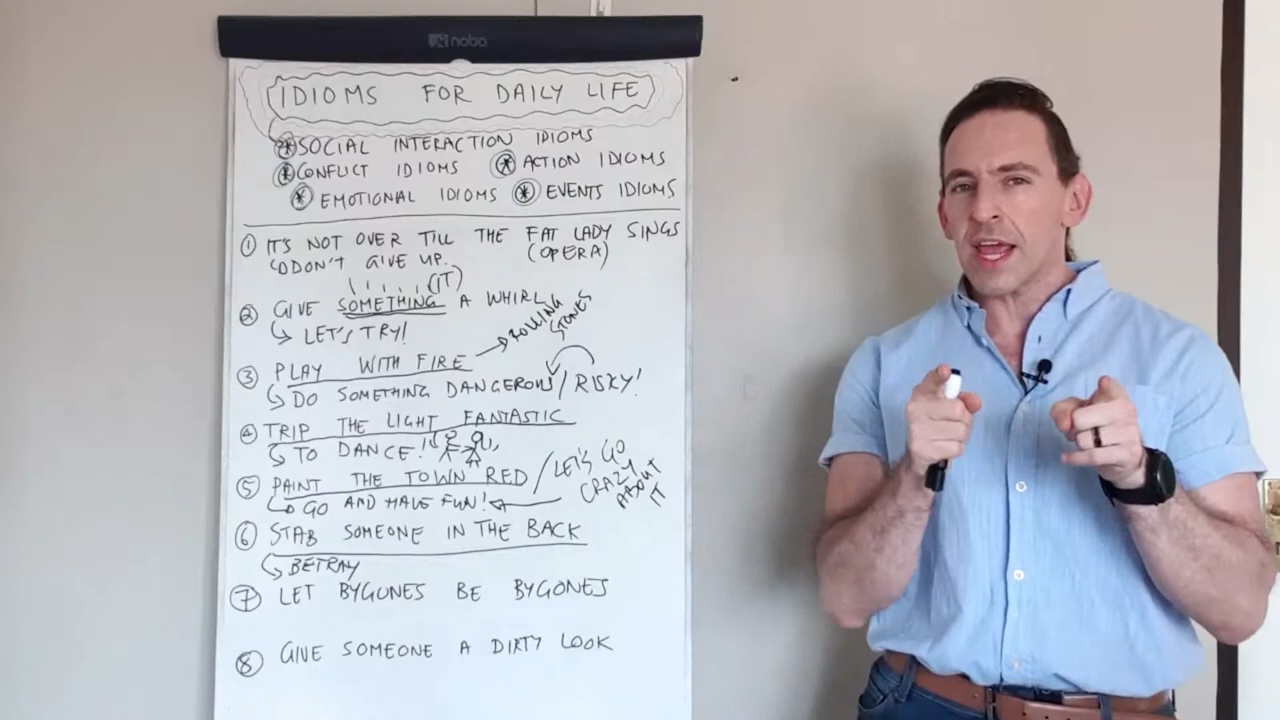 nobo
IDIOMS FOR DAILY LIFE
* SOCIAL INTERACTION IDIOMS
* CONFLICT IDIOMS * ACTION IDIOMS
* EMOTIONAL IDIOMS * EVENTS IDIOMS
1 IT'S NOT OVER TILL THE FAT LADY SINGS
↳ DON'T GIVE UP. (OPERA)
(IT)
2 GIVE SOMETHING A WHIRL
↳ LET'S TRY!
3 PLAY WITH FIRE → ROLLING STONES
↳ DO SOMETHING DANGEROUS / RISKY!
4 TRIP THE LIGHT FANTASTIC
↳ TO DANCE!
5 PAINT THE TOWN RED / LET'S GO
CRAZY
ABOUT
IT
↳ GO AND HAVE FUN!
6 STAB SOMEONE IN THE BACK
↳ BETRAY
7 LET BYGONES BE BYGONES
8 GIVE SOMEONE A DIRTY LOOK